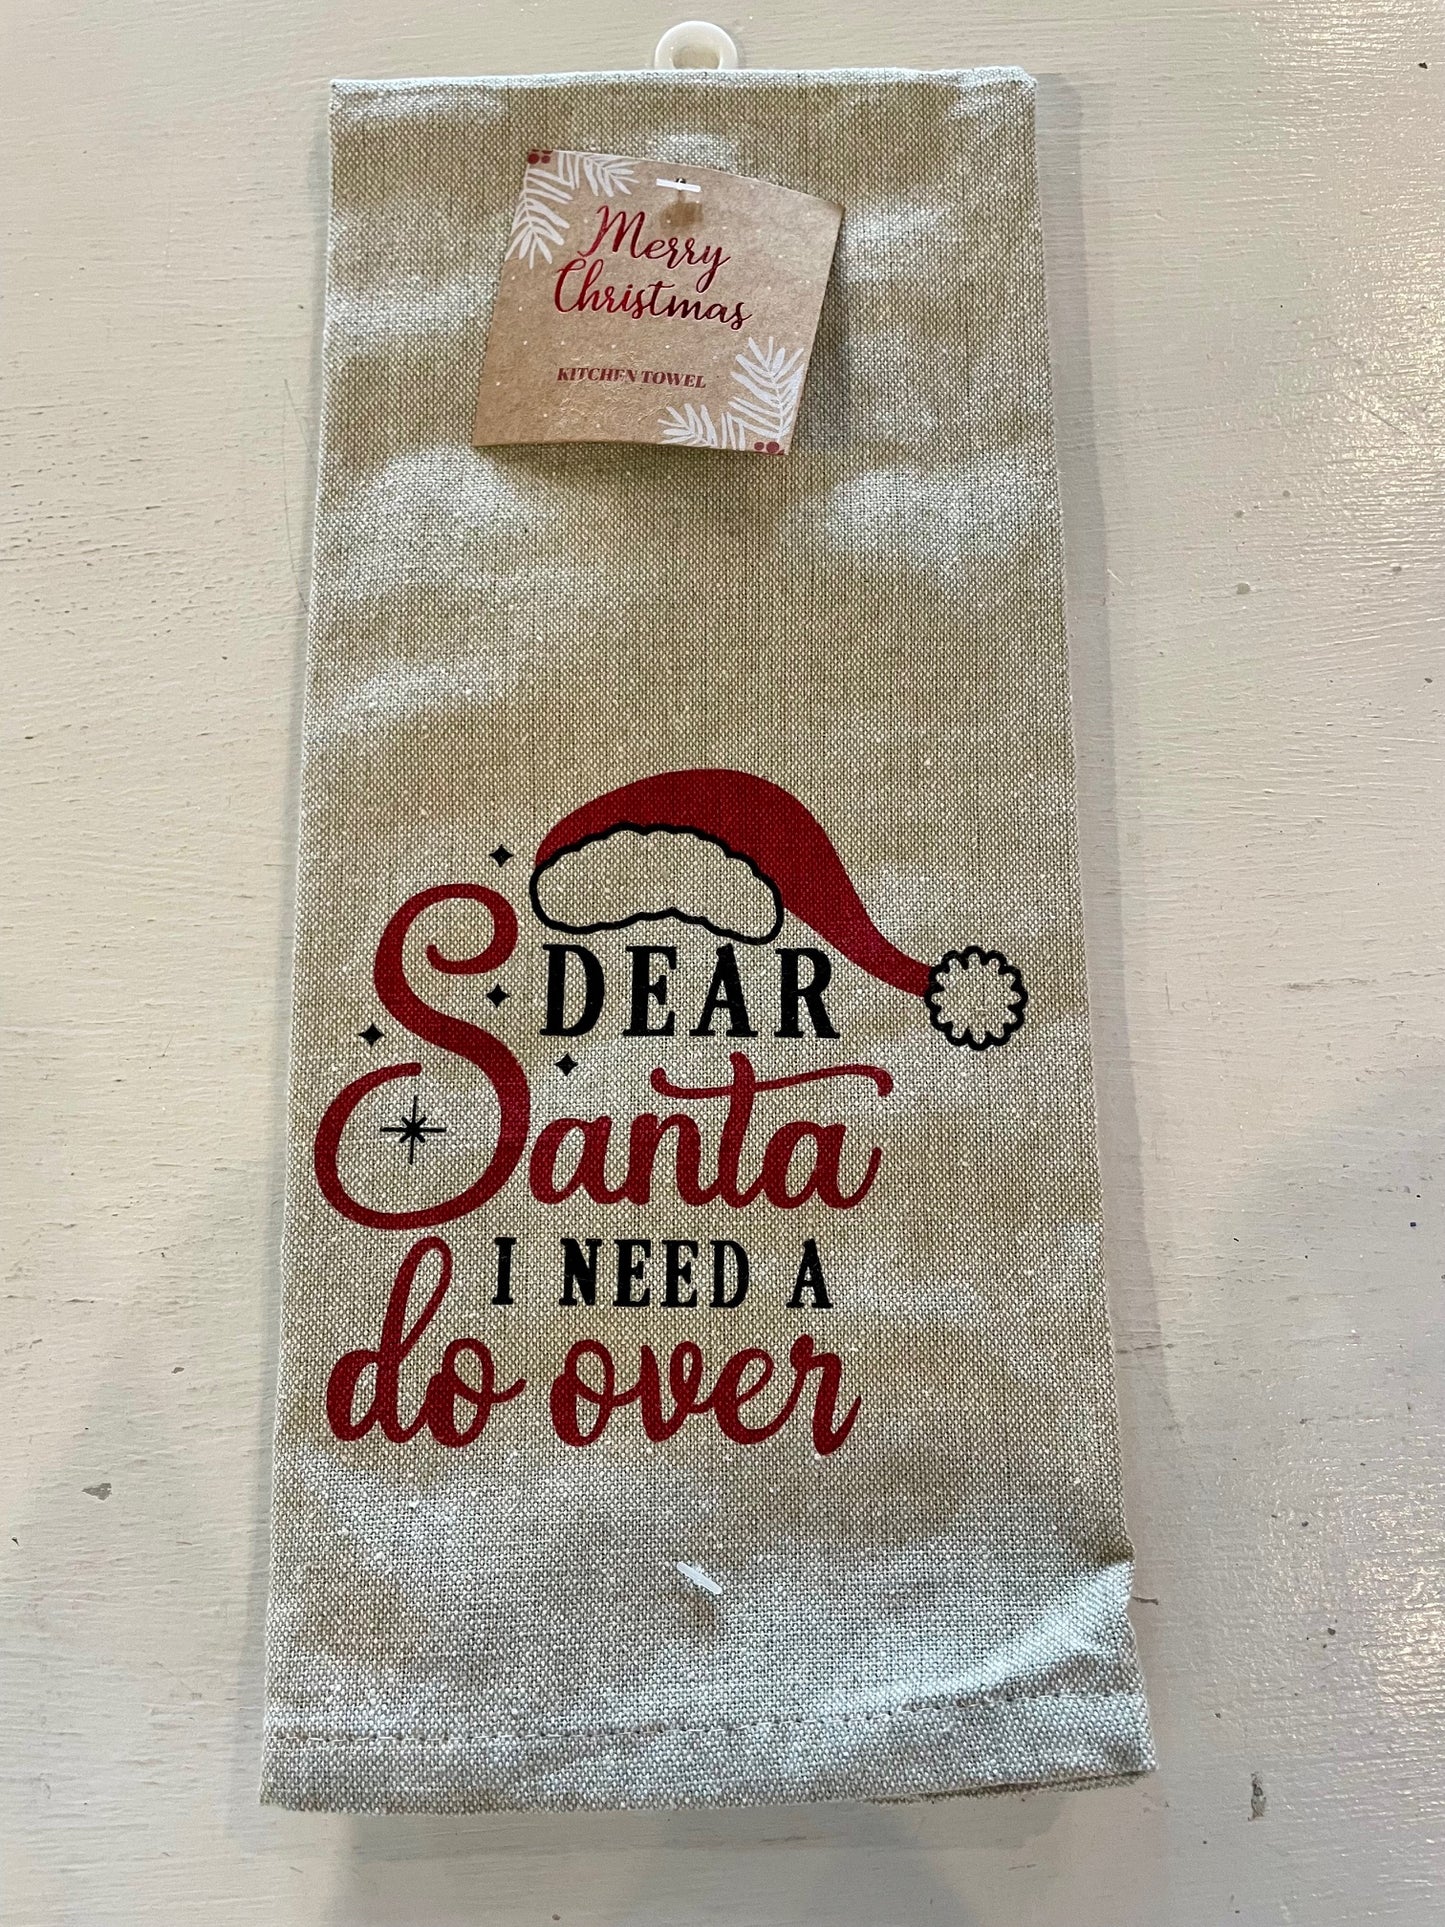 Merry
Christmas
KITCHEN TOWEL
DEAR
Santa
I NEED A
do over